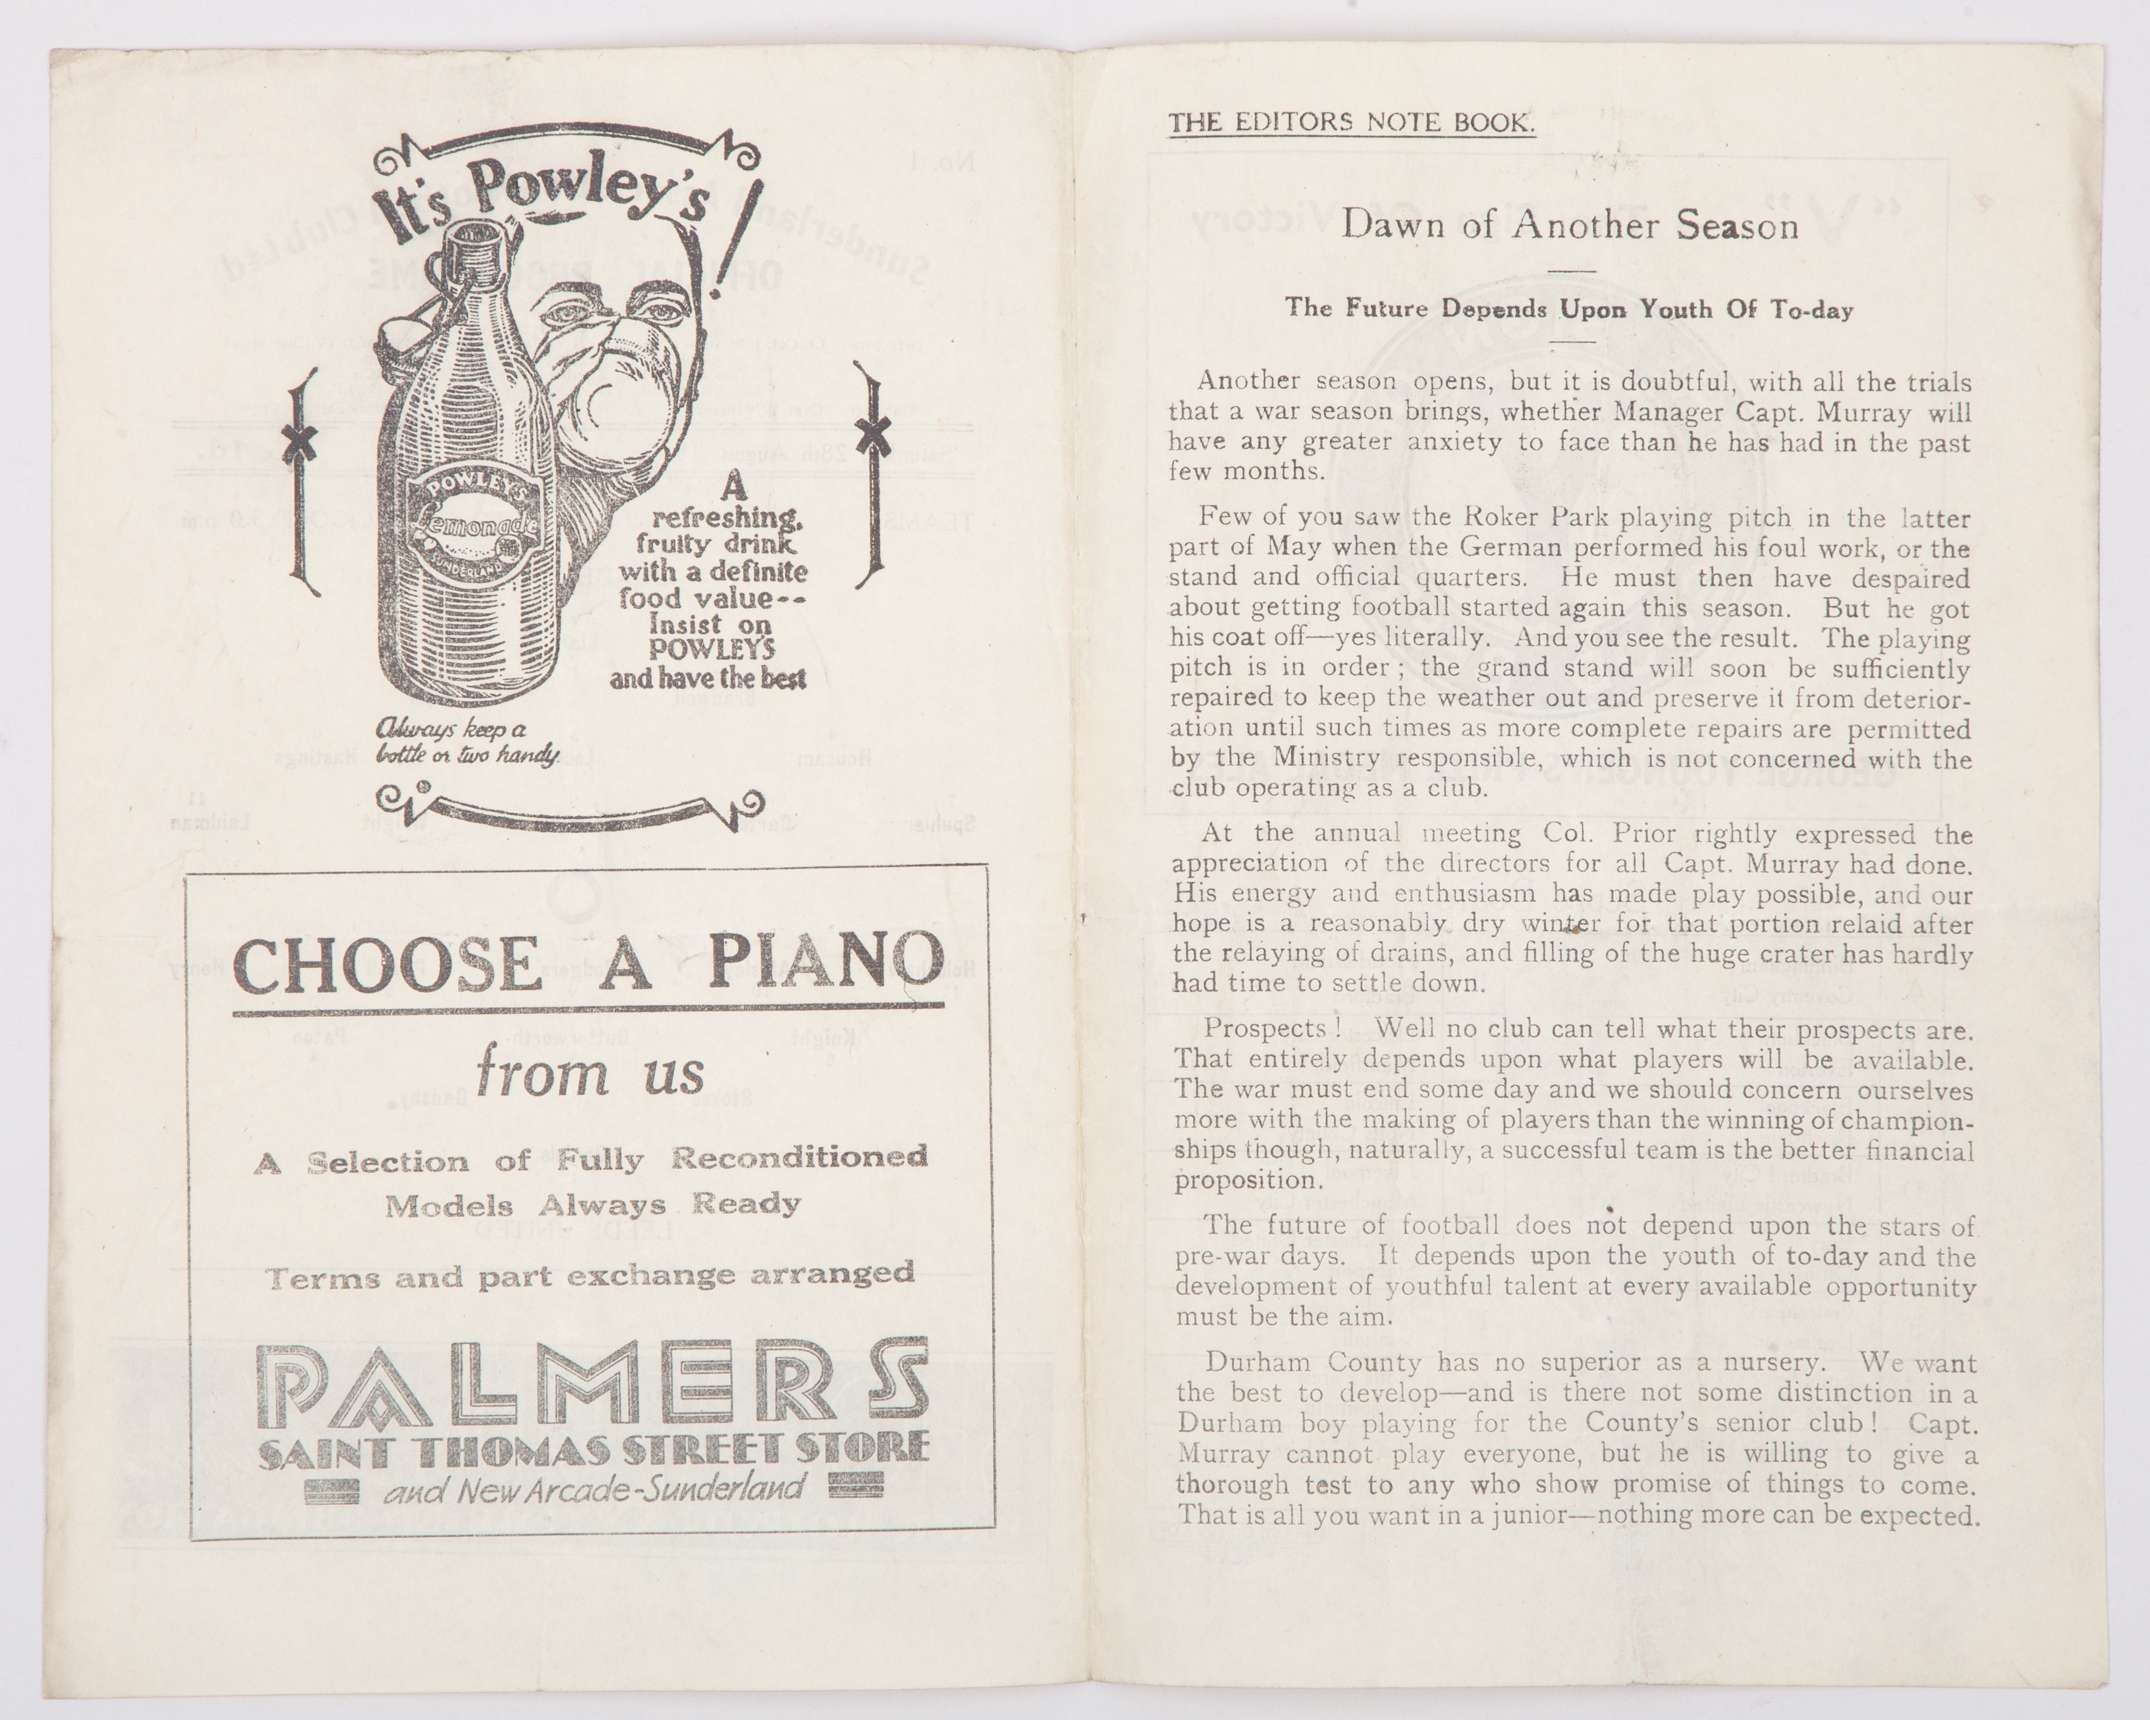 It's Powley's!
POWLEY'S
Lemonade
SUNDERLAND
A
refreshing,
fruity drink
with a definite
food value--
Insist on
POWLEY'S
and have the best
Always keep a
bottle or two handy.
CHOOSE A PIANO
from us
A Selection of Fully Reconditioned
Models Always Ready
Terms and part exchange arranged
PALMERS
SAINT THOMAS STREET STORE
and New Arcade-Sunderland
THE EDITORS NOTE BOOK.
Dawn of Another Season
The Future Depends Upon Youth Of To-day
Another season opens, but it is doubtful, with all the trials
that a war season brings, whether Manager Capt. Murray will
have any greater anxiety to face than he has had in the past
few months.
Few of you saw the Roker Park playing pitch in the latter
part of May when the German performed his foul work, or the
stand and official quarters. He must then have despaired
about getting football started again this season. But he got
his coat off—yes literally. And you see the result. The playing
pitch is in order; the grand stand will soon be sufficiently
repaired to keep the weather out and preserve it from deterior-
ation until such times as more complete repairs are permitted
by the Ministry responsible, which is not concerned with the
club operating as a club.
At the annual meeting Col. Prior rightly expressed the
appreciation of the directors for all Capt. Murray had done.
His energy and enthusiasm has made play possible, and our
hope is a reasonably dry winter for that portion relaid after
the relaying of drains, and filling of the huge crater has hardly
had time to settle down.
Prospects! Well no club can tell what their prospects are.
That entirely depends upon what players will be available.
The war must end some day and we should concern ourselves
more with the making of players than the winning of champion-
ships though, naturally, a successful team is the better financial
proposition.
The future of football does not depend upon the stars of
pre-war days. It depends upon the youth of to-day and the
development of youthful talent at every available opportunity
must be the aim.
Durham County has no superior as a nursery. We want
the best to develop—and is there not some distinction in a
Durham boy playing for the County's senior club! Capt.
Murray cannot play everyone, but he is willing to give a
thorough test to any who show promise of things to come.
That is all you want in a junior—nothing more can be expected.